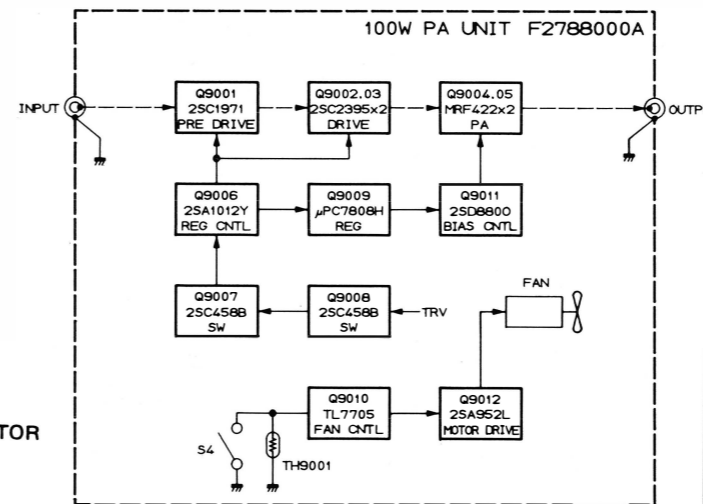 100W PA UNIT F2788000A
INPUT
Q9001
2SC1971
PRE DRIVE
Q9002.03
2SC2395x2
DRIVE
Q9004.05
MRF422x2
PA
OUTP
Q9006
2SA1012Y
REG CNTL
Q9009
µPC7808H
REG
Q9011
2SD880O
BIAS CNTL
Q9007
2SC458B
SW
Q9008
2SC458B
SW
TRV
FAN
TOR
S4
TH9001
Q9010
TL7705
FAN CNTL
Q9012
2SA952L
MOTOR DRIVE